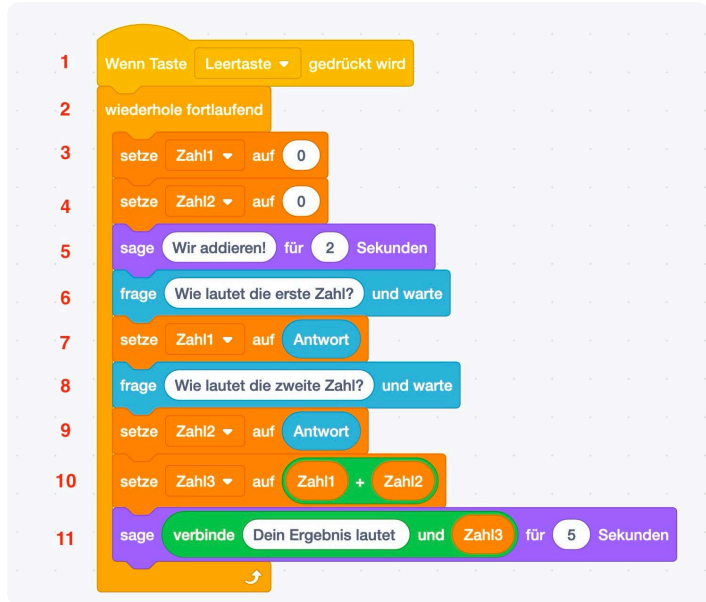 1 Wenn Taste Leertaste gedrückt wird
2 wiederhole fortlaufend
3 setze Zahl1 auf 0
4 setze Zahl2 auf 0
5 sage Wir addieren! für 2 Sekunden
6 frage Wie lautet die erste Zahl? und warte
7 setze Zahl1 auf Antwort
8 frage Wie lautet die zweite Zahl? und warte
9 setze Zahl2 auf Antwort
10 setze Zahl3 auf Zahl1 + Zahl2
11 sage verbinde Dein Ergebnis lautet und Zahl3 für 5 Sekunden